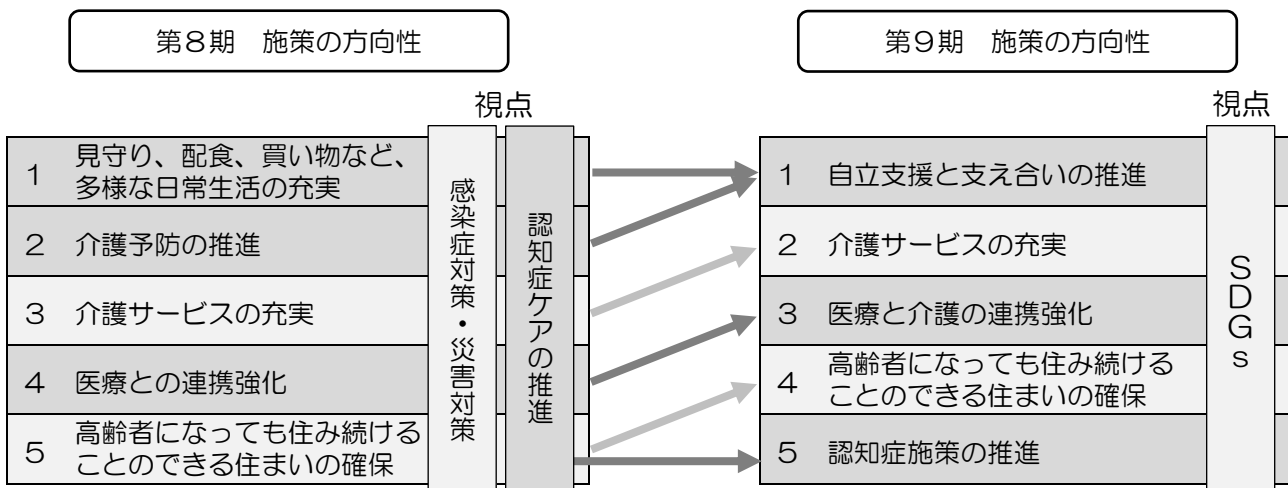 第8期　施策の方向性
視点
1　見守り、配食、買い物など、
多様な日常生活の充実
2　介護予防の推進
3　介護サービスの充実
4　医療との連携強化
5　高齢者になっても住み続ける
ことのできる住まいの確保
感染症対策・災害対策
認知症ケアの推進
第9期　施策の方向性
視点
1　自立支援と支え合いの推進
2　介護サービスの充実
3　医療と介護の連携強化
4　高齢者になっても住み続ける
ことのできる住まいの確保
5　認知症施策の推進
SDGs